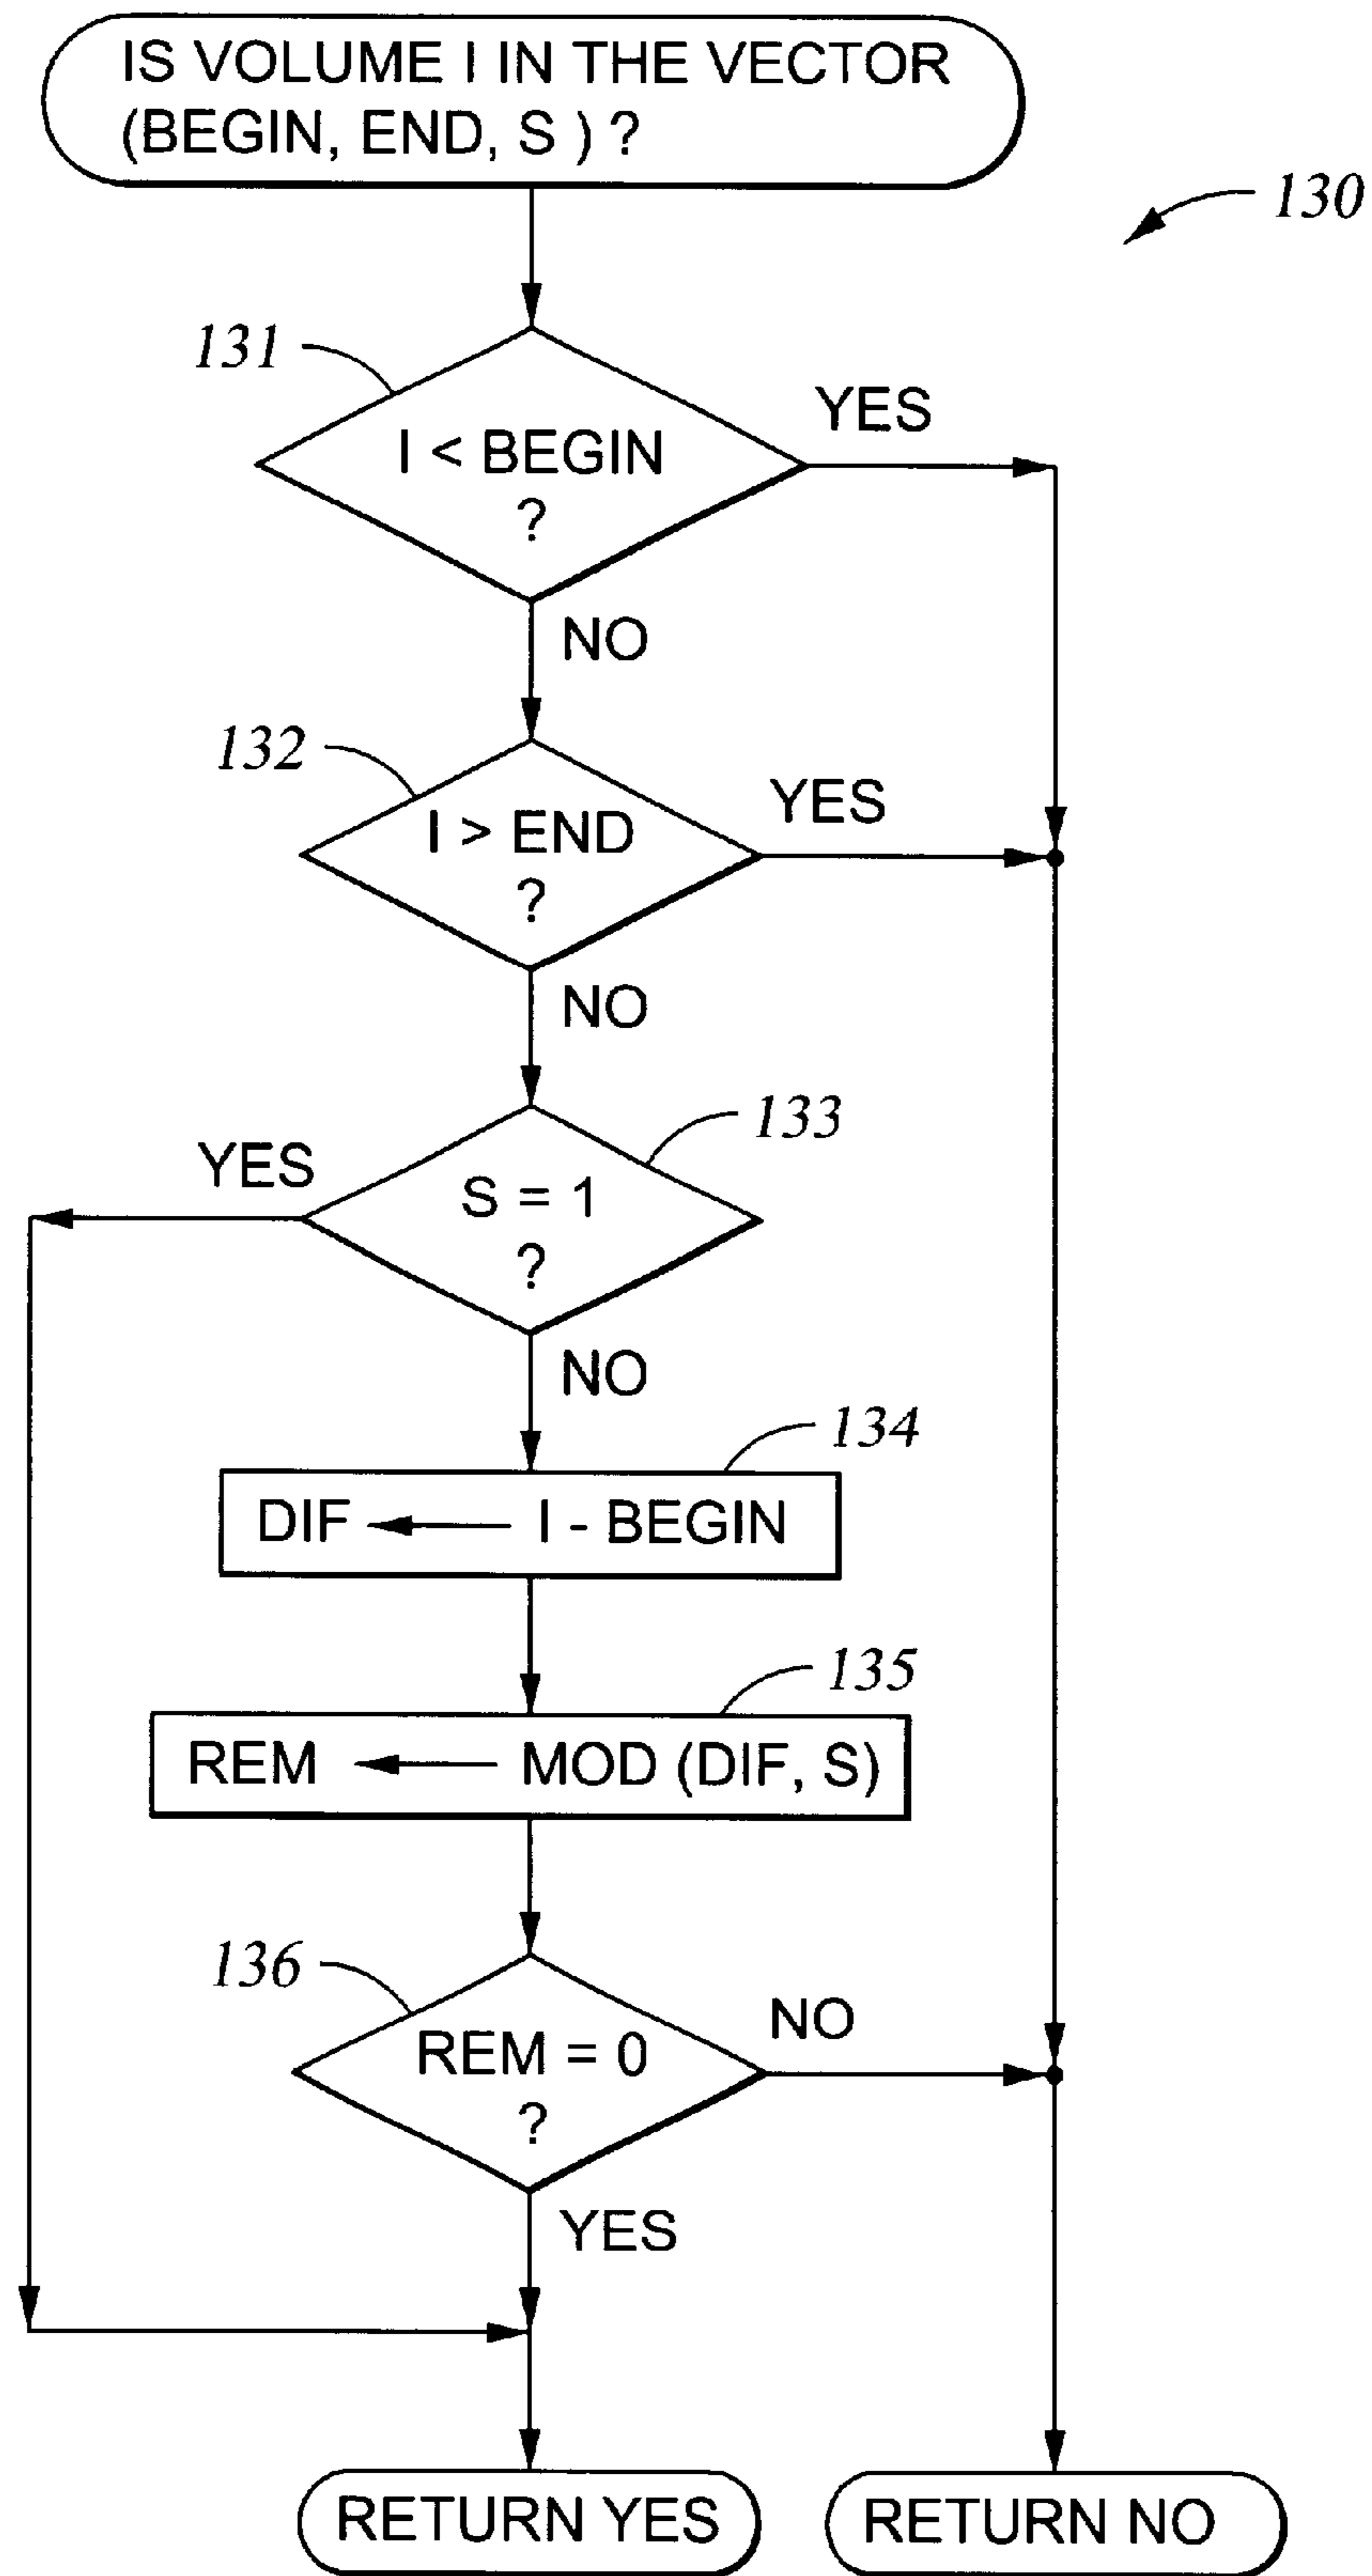 IS VOLUME I IN THE VECTOR
(BEGIN, END, S ) ?
130
131
I < BEGIN
?
YES
NO
132
I > END
?
YES
NO
133
YES
S = 1
?
NO
134
DIF ← I - BEGIN
135
REM ← MOD (DIF, S)
136
REM = 0
?
NO
YES
RETURN YES
RETURN NO